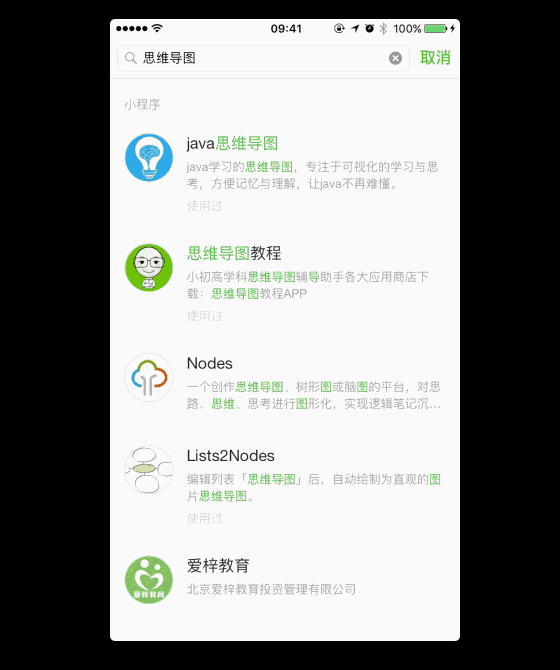 09:41
100%
思维导图
取消
小程序
java思维导图
java学习的思维导图，专注于可视化的学习与思
考，方便记忆与理解，让java不再难懂。
使用过
思维导图教程
小初高学科思维导图辅导助手各大应用商店下
载：思维导图教程APP
使用过
Nodes
一个创作思维导图、树形图或脑图的平台，对思
路、思维、思考进行图形化，实现逻辑笔记沉...
Lists2Nodes
编辑列表「思维导图」后，自动绘制为直观的图
片思维导图。
使用过
爱梓教育
爱梓教育
北京爱梓教育投资管理有限公司